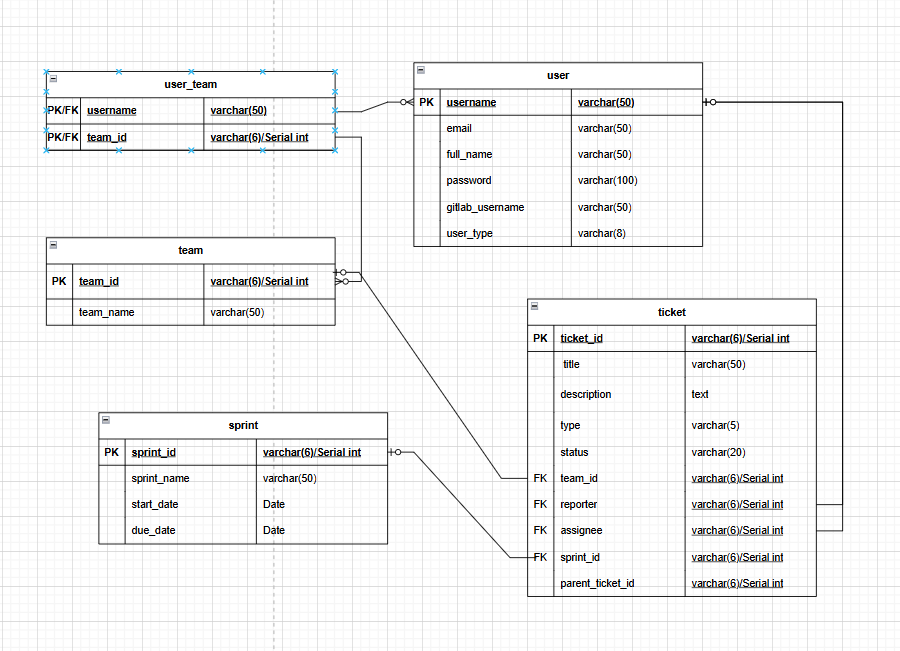 user_team
PK/FK username varchar(50)
PK/FK team_id varchar(6)/Serial int
user
PK username varchar(50)
email varchar(50)
full_name varchar(50)
password varchar(100)
gitlab_username varchar(50)
user_type varchar(8)
team
PK team_id varchar(6)/Serial int
team_name varchar(50)
ticket
PK ticket_id varchar(6)/Serial int
title varchar(50)
description text
type varchar(5)
status varchar(20)
FK team_id varchar(6)/Serial int
FK reporter varchar(6)/Serial int
FK assignee varchar(6)/Serial int
FK sprint_id varchar(6)/Serial int
parent_ticket_id varchar(6)/Serial int
sprint
PK sprint_id varchar(6)/Serial int
sprint_name varchar(50)
start_date Date
due_date Date